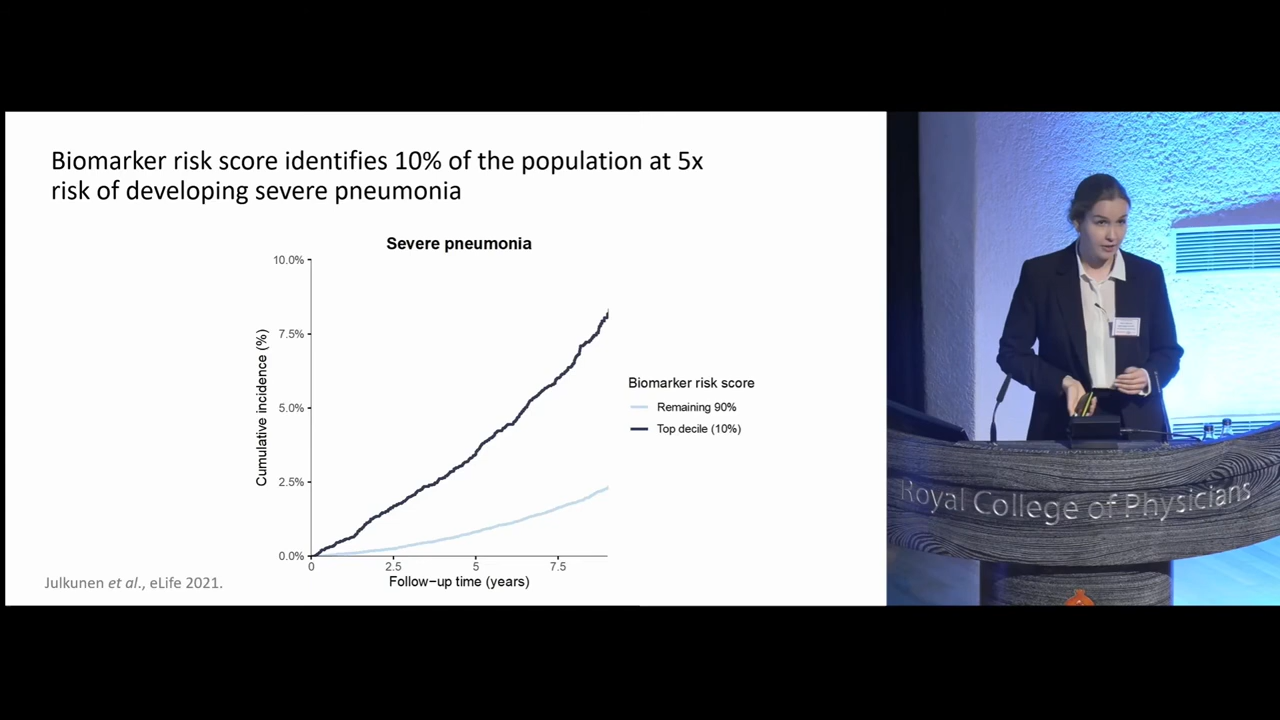 Biomarker risk score identifies 10% of the population at 5x
risk of developing severe pneumonia
Severe pneumonia
10.0%
7.5%
5.0%
2.5%
0.0%
Cumulative incidence (%)
0
2.5
5
7.5
Follow−up time (years)
Biomarker risk score
Remaining 90%
Top decile (10%)
Julkunen et al., eLife 2021.
Royal College of Physicians